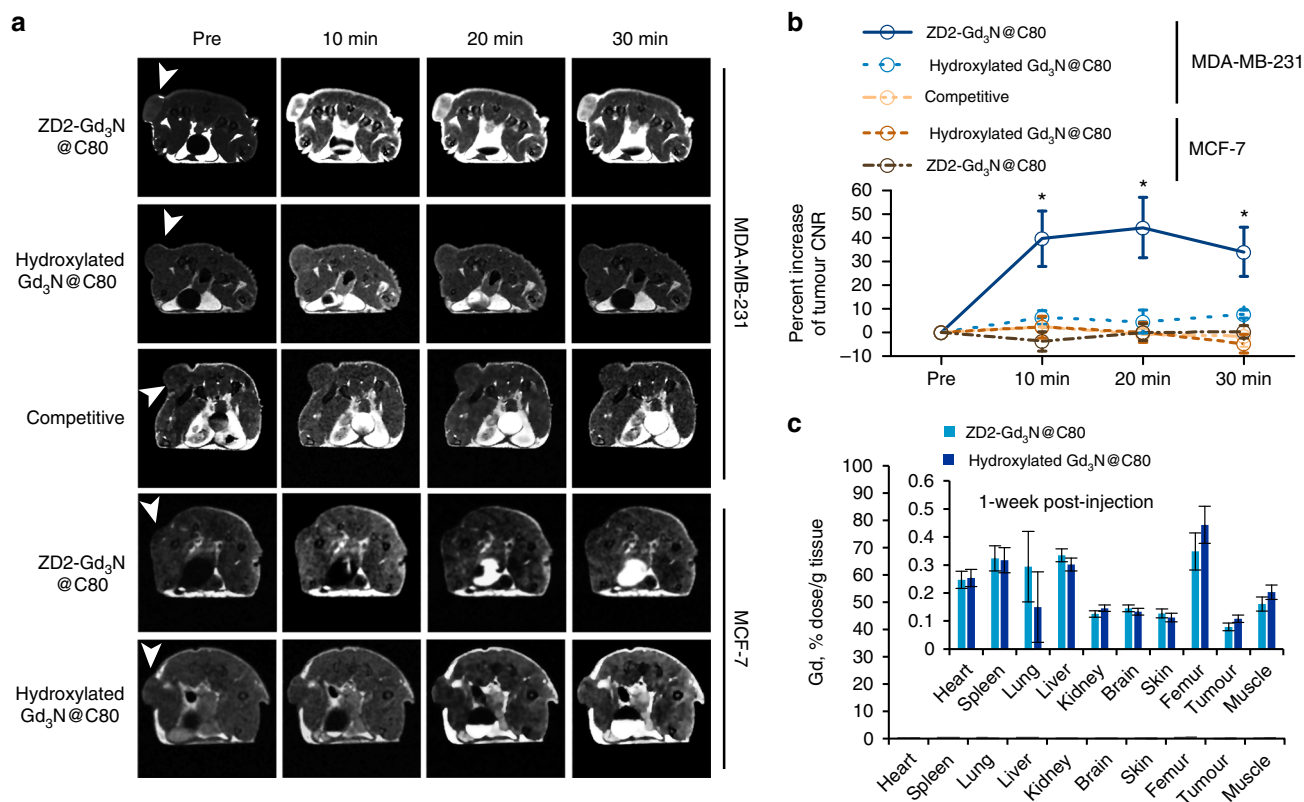 a
Pre
10 min
20 min
30 min
ZD2-Gd₃N
@C80
Hydroxylated
Gd₃N@C80
Competitive
MDA-MB-231
ZD2-Gd₃N
@C80
Hydroxylated
Gd₃N@C80
MCF-7
b
ZD2-Gd₃N@C80
Hydroxylated Gd₃N@C80
Competitive
MDA-MB-231
Hydroxylated Gd₃N@C80
ZD2-Gd₃N@C80
MCF-7
Percent increase
of tumour CNR
60
50
40
30
20
10
0
−10
*
*
*
Pre
10 min
20 min
30 min
c
ZD2-Gd₃N@C80
Hydroxylated Gd₃N@C80
1-week post-injection
Gd, % dose/g tissue
100
90
80
70
60
50
40
30
20
10
0
0.6
0.5
0.4
0.3
0.2
0.1
0
Heart
Spleen
Lung
Liver
Kidney
Brain
Skin
Femur
Tumour
Muscle
Heart
Spleen
Lung
Liver
Kidney
Brain
Skin
Femur
Tumour
Muscle